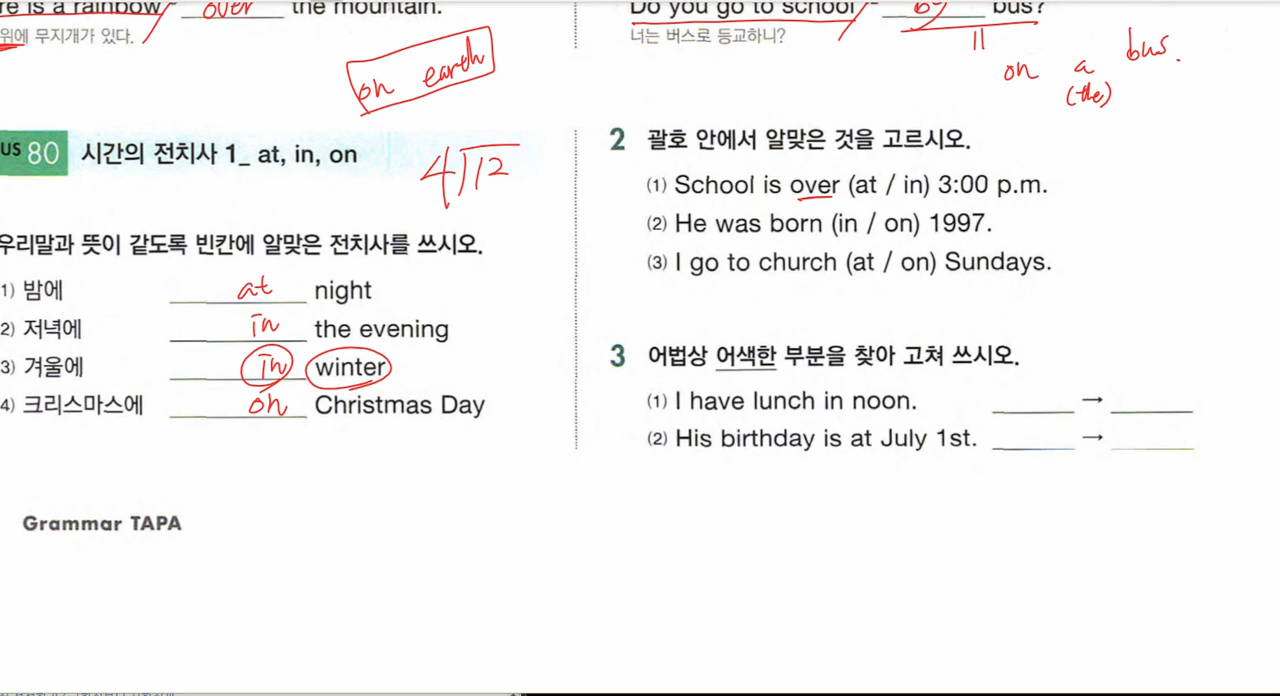 re is a rainbow over the mountain.
위에 무지개가 있다.
on earth
US 80 시간의 전치사 1_ at, in, on
4)12
우리말과 뜻이 같도록 빈칸에 알맞은 전치사를 쓰시오.
1) 밤에 at night
2) 저녁에 in the evening
3) 겨울에 in winter
4) 크리스마스에 on Christmas Day
Do you go to school by bus?
너는 버스로 등교하니?
on a bus.
(the)
2 괄호 안에서 알맞은 것을 고르시오.
(1) School is over (at / in) 3:00 p.m.
(2) He was born (in / on) 1997.
(3) I go to church (at / on) Sundays.
3 어법상 어색한 부분을 찾아 고쳐 쓰시오.
(1) I have lunch in noon. ______ → ______
(2) His birthday is at July 1st. ______ → ______
Grammar TAPA